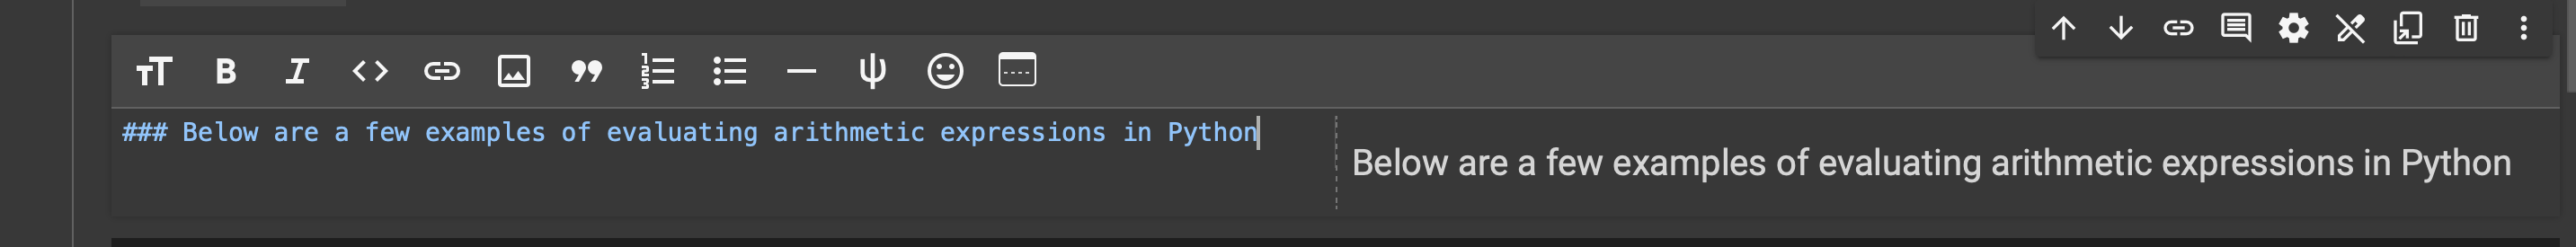 ### Below are a few examples of evaluating arithmetic expressions in Python
Below are a few examples of evaluating arithmetic expressions in Python